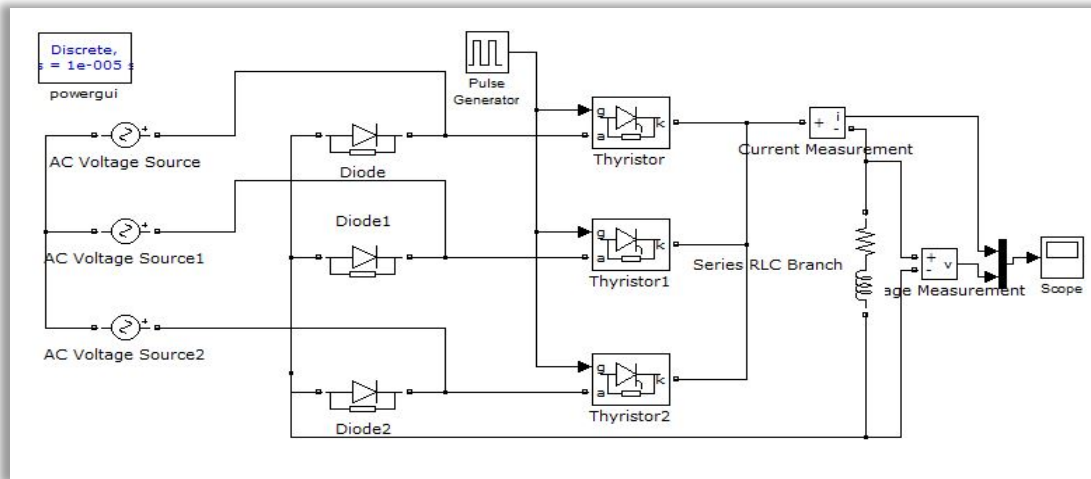 Discrete,
s = 1e-005 s
powergui
Pulse
Generator
AC Voltage Source
Diode
g
a
k
Thyristor
+
i
-
Current Measurement
+
Diode1
AC Voltage Source1
+
g
a
k
Thyristor1
Series RLC Branch
+
-
v
age Measurement
Scope
AC Voltage Source2
+
Diode2
g
a
k
Thyristor2